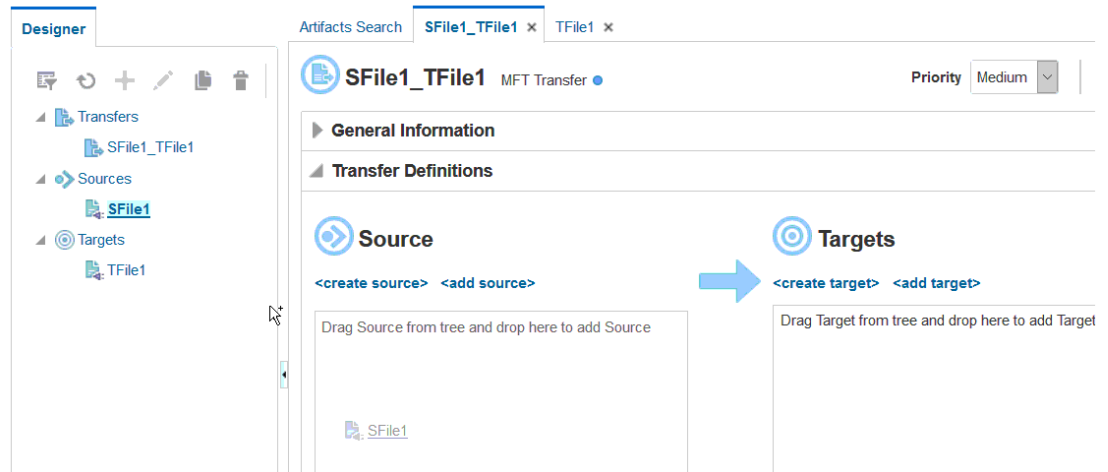 Designer
Artifacts Search SFile1_TFile1 × TFile1 ×
SFile1_TFile1 MFT Transfer Priority Medium
Transfers
SFile1_TFile1
Sources
SFile1
Targets
TFile1
General Information
Transfer Definitions
Source
<create source> <add source>
Drag Source from tree and drop here to add Source
SFile1
Targets
<create target> <add target>
Drag Target from tree and drop here to add Target